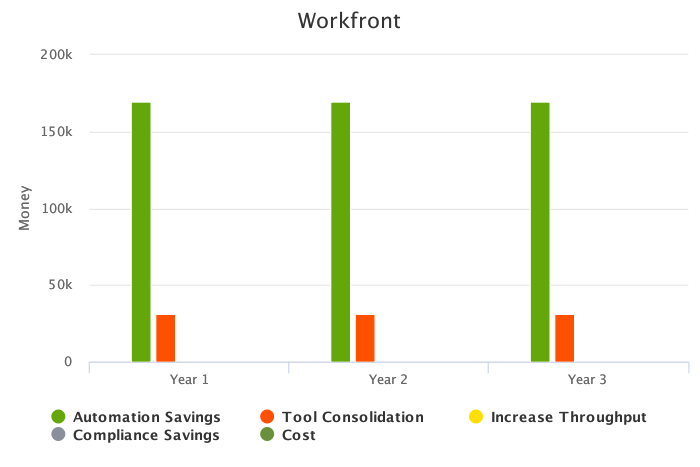 Workfront
200k
150k
100k
50k
0
Money
Year 1 Year 2 Year 3
Automation Savings Tool Consolidation Increase Throughput
Compliance Savings Cost